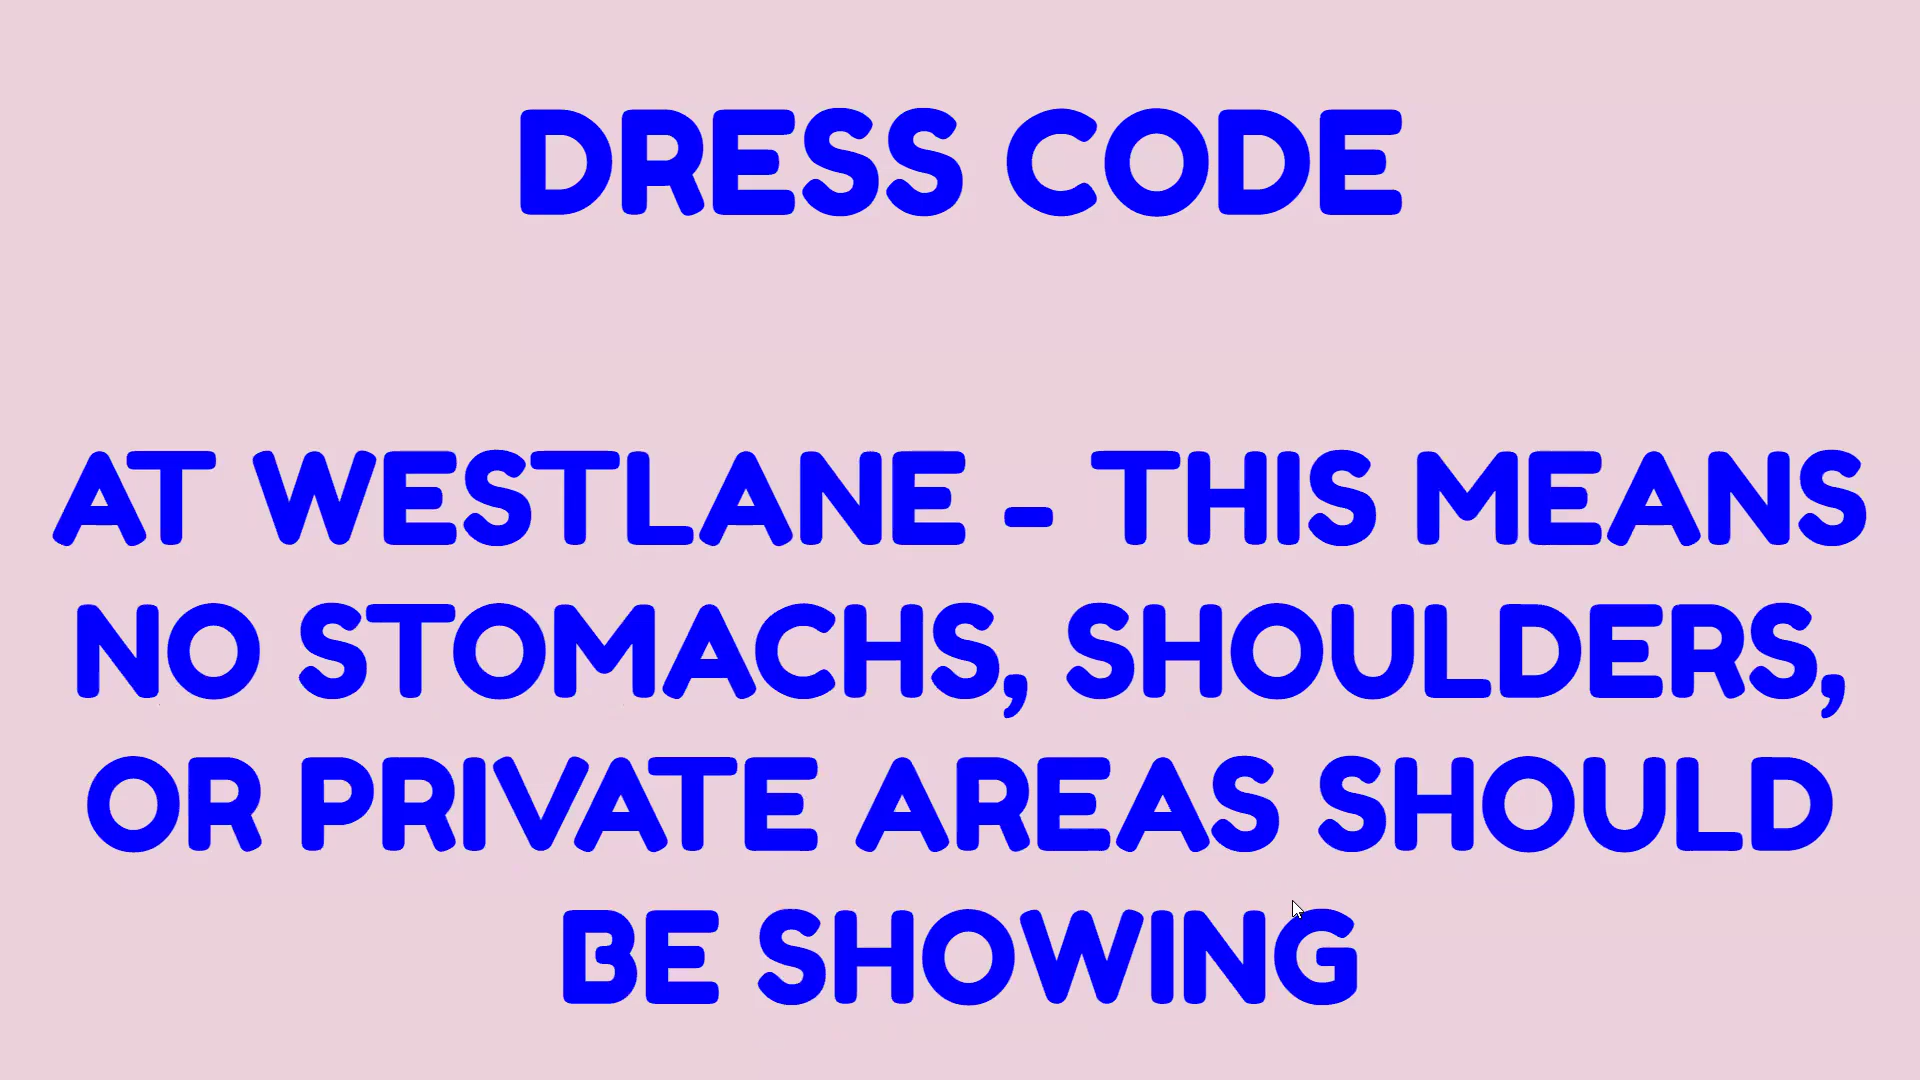 DRESS CODE
AT WESTLANE - THIS MEANS
NO STOMACHS, SHOULDERS,
OR PRIVATE AREAS SHOULD
BE SHOWING